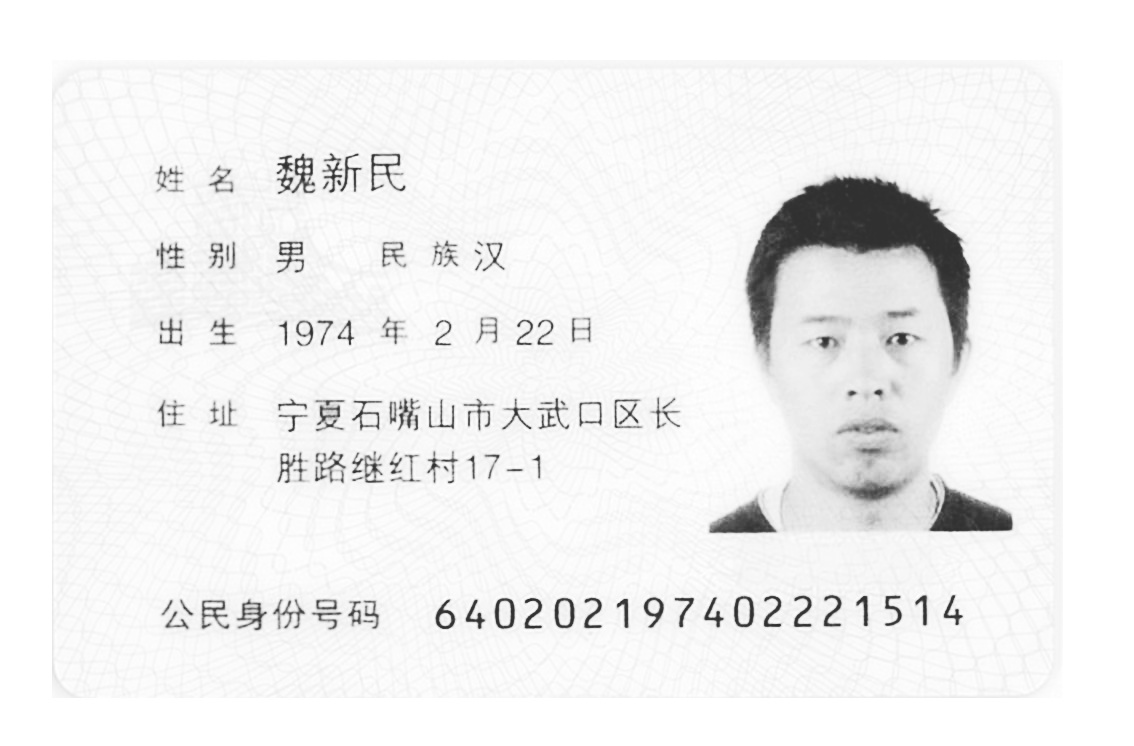 姓名 魏新民
性别 男 民族 汉
出生 1974 年 2 月 22 日
住址 宁夏石嘴山市大武口区长
胜路继红村17-1
公民身份号码 640202197402221514